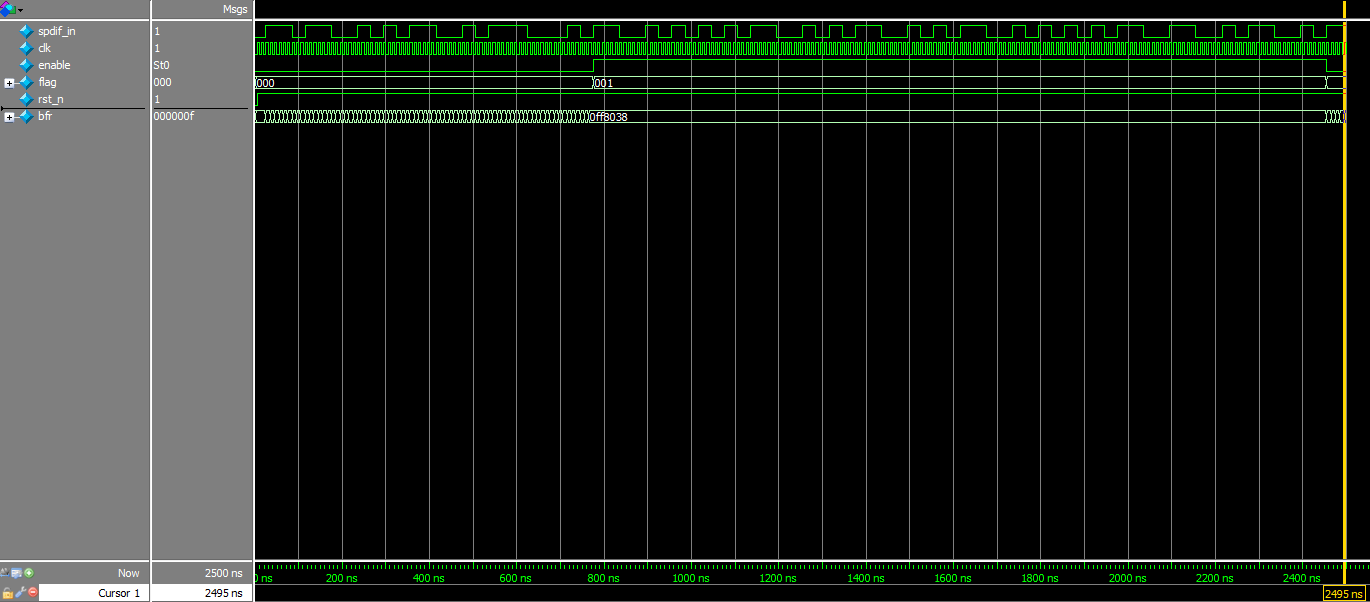 Msgs
spdif_in 1
clk 1
enable St0
flag 000 000 001
rst_n 1
bfr 000000f 0ff8038
Now 2500 ns ns 200 ns 400 ns 600 ns 800 ns 1000 ns 1200 ns 1400 ns 1600 ns 1800 ns 2000 ns 2200 ns 2400 ns
Cursor 1 2495 ns 2495 ns